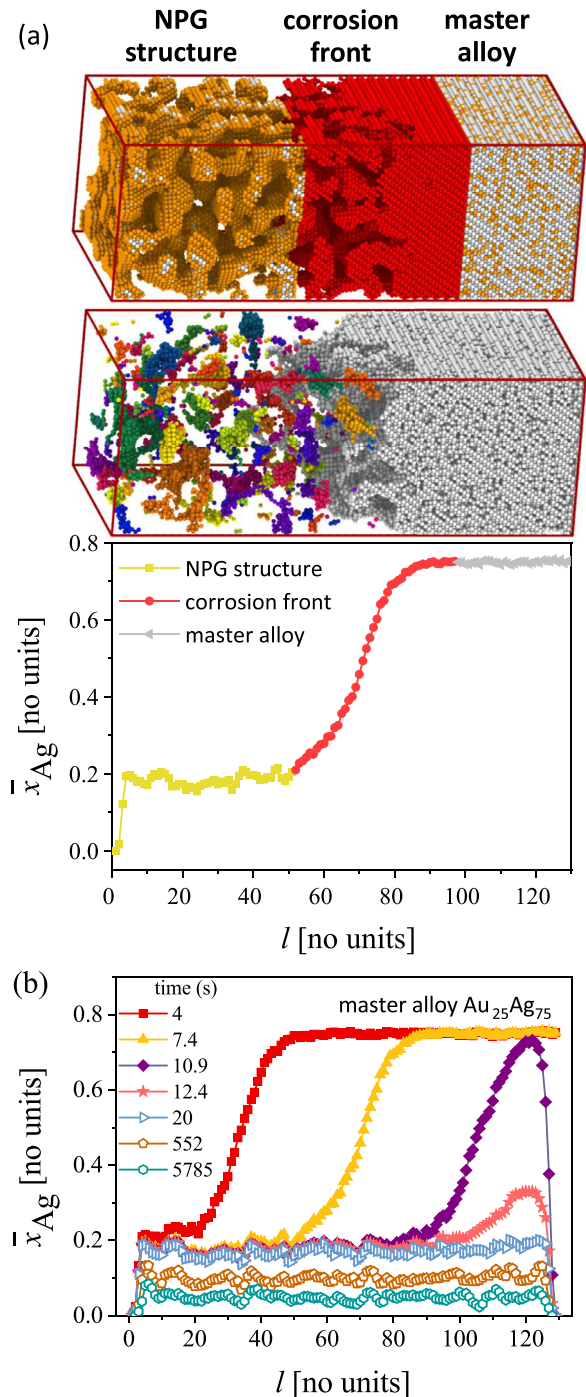 (a)
NPG structure
corrosion front
master alloy
0.8
0.6
0.4
0.2
0.0
x̄Ag [no units]
NPG structure
corrosion front
master alloy
0 20 40 60 80 100 120
l [no units]
(b)
time (s)
4
7.4
10.9
12.4
20
552
5785
master alloy Au25Ag75
0.8
0.6
0.4
0.2
0.0
x̄Ag [no units]
0 20 40 60 80 100 120
l [no units]